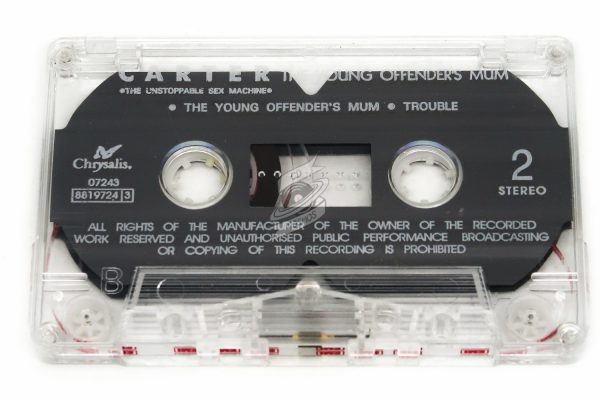 CARTER THE YOUNG OFFENDER'S MUM
•THE UNSTOPPABLE SEX MACHINE•
• THE YOUNG OFFENDER'S MUM • TROUBLE
Chrysalis.
07243
8819724 3
2
STEREO
ALL RIGHTS OF THE MANUFACTURER OF THE OWNER OF THE RECORDED
WORK RESERVED AND UNAUTHORISED PUBLIC PERFORMANCE BROADCASTING
OR COPYING OF THIS RECORDING IS PROHIBITED
B